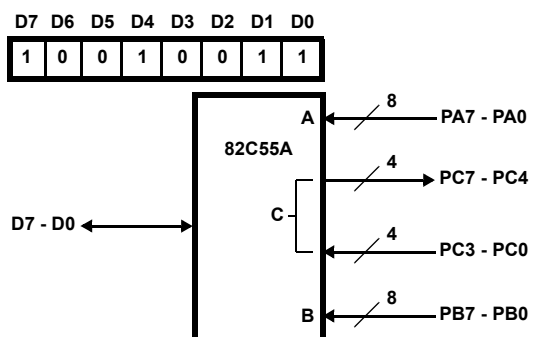 D7 D6 D5 D4 D3 D2 D1 D0
1 0 0 1 0 0 1 1
8
A PA7 - PA0
82C55A
4
PC7 - PC4
C
D7 - D0
4
PC3 - PC0
8
B PB7 - PB0